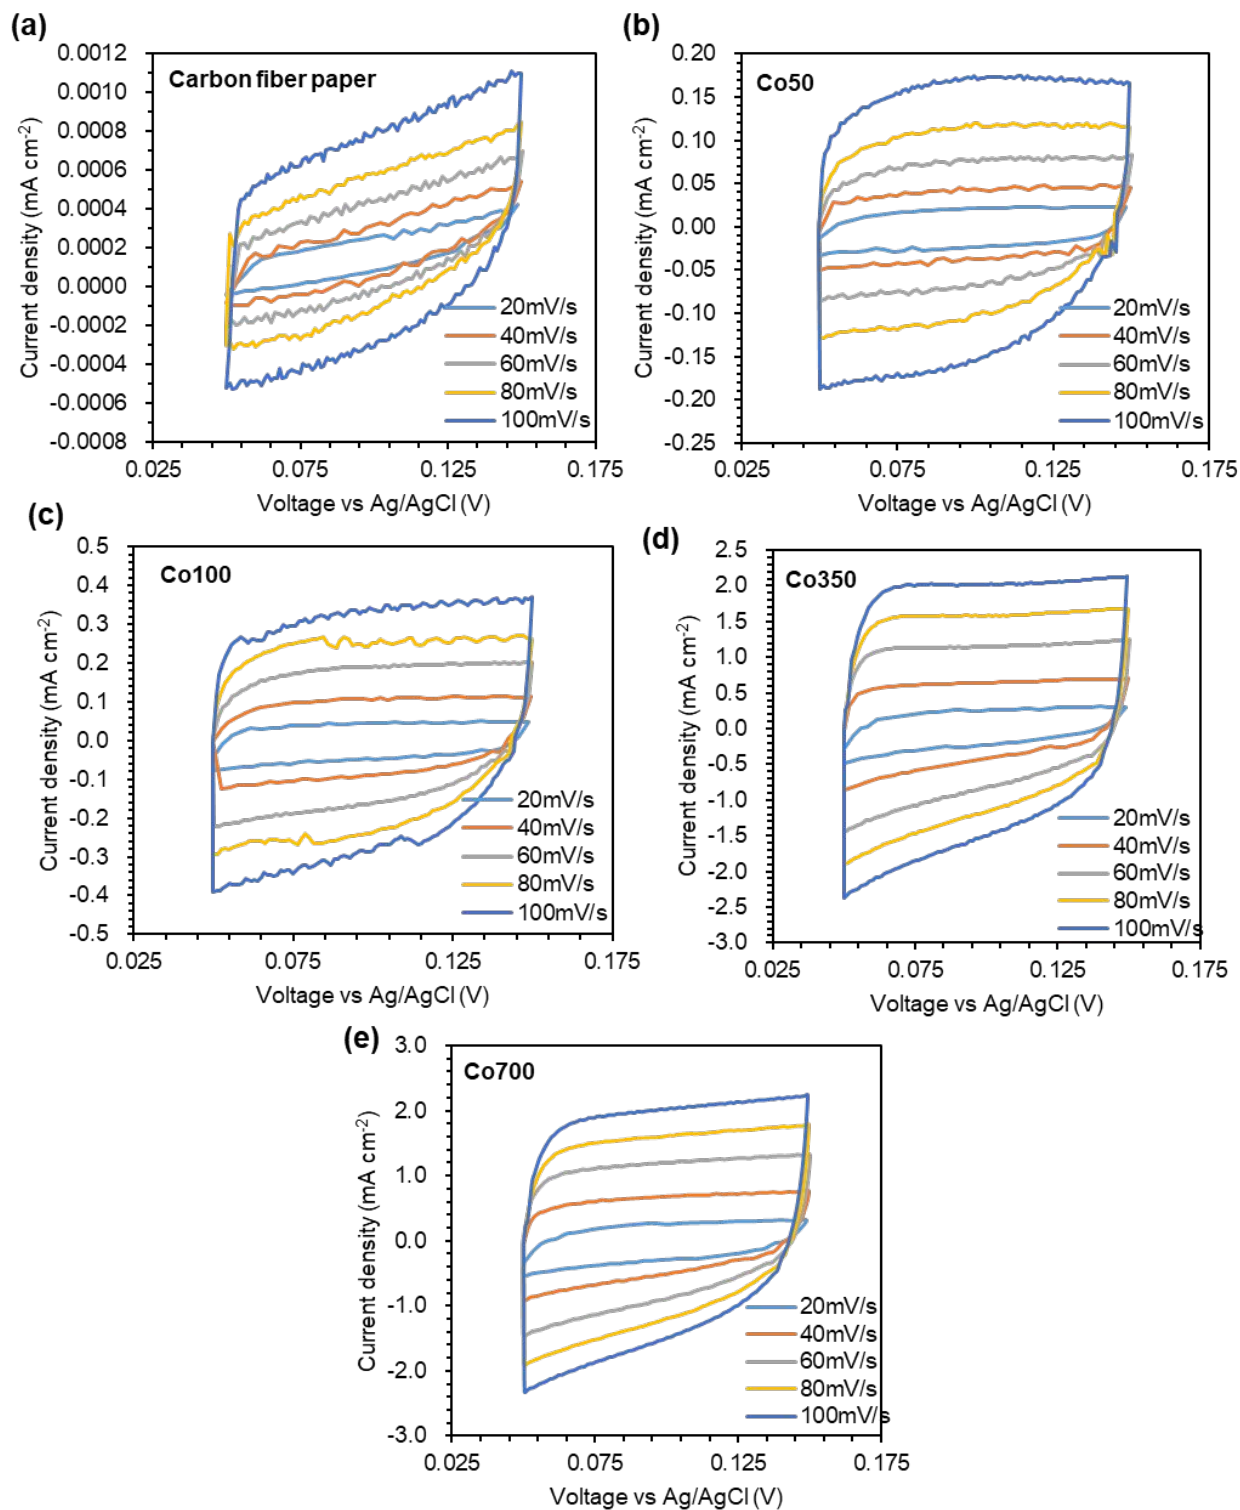 (a)
Carbon fiber paper
Current density (mA cm-2)
0.0012
0.0010
0.0008
0.0006
0.0004
0.0002
0.0000
-0.0002
-0.0004
-0.0006
-0.0008
20mV/s
40mV/s
60mV/s
80mV/s
100mV/s
0.025 0.075 0.125 0.175
Voltage vs Ag/AgCl (V)
(b)
Co50
Current density (mA cm-2)
0.20
0.15
0.10
0.05
0.00
-0.05
-0.10
-0.15
-0.20
-0.25
20mV/s
40mV/s
60mV/s
80mV/s
100mV/s
0.025 0.075 0.125 0.175
Voltage vs Ag/AgCl (V)
(c)
Co100
Current density (mA cm-2)
0.5
0.4
0.3
0.2
0.1
0.0
-0.1
-0.2
-0.3
-0.4
-0.5
20mV/s
40mV/s
60mV/s
80mV/s
100mV/s
0.025 0.075 0.125 0.175
Voltage vs Ag/AgCl (V)
(d)
Co350
Current density (mA cm-2)
2.5
2.0
1.5
1.0
0.5
0.0
-0.5
-1.0
-1.5
-2.0
-2.5
-3.0
20mV/s
40mV/s
60mV/s
80mV/s
100mV/s
0.025 0.075 0.125 0.175
Voltage vs Ag/AgCl (V)
(e)
Co700
Current density (mA cm-2)
3.0
2.0
1.0
0.0
-1.0
-2.0
-3.0
20mV/s
40mV/s
60mV/s
80mV/s
100mV/s
0.025 0.075 0.125 0.175
Voltage vs Ag/AgCl (V)